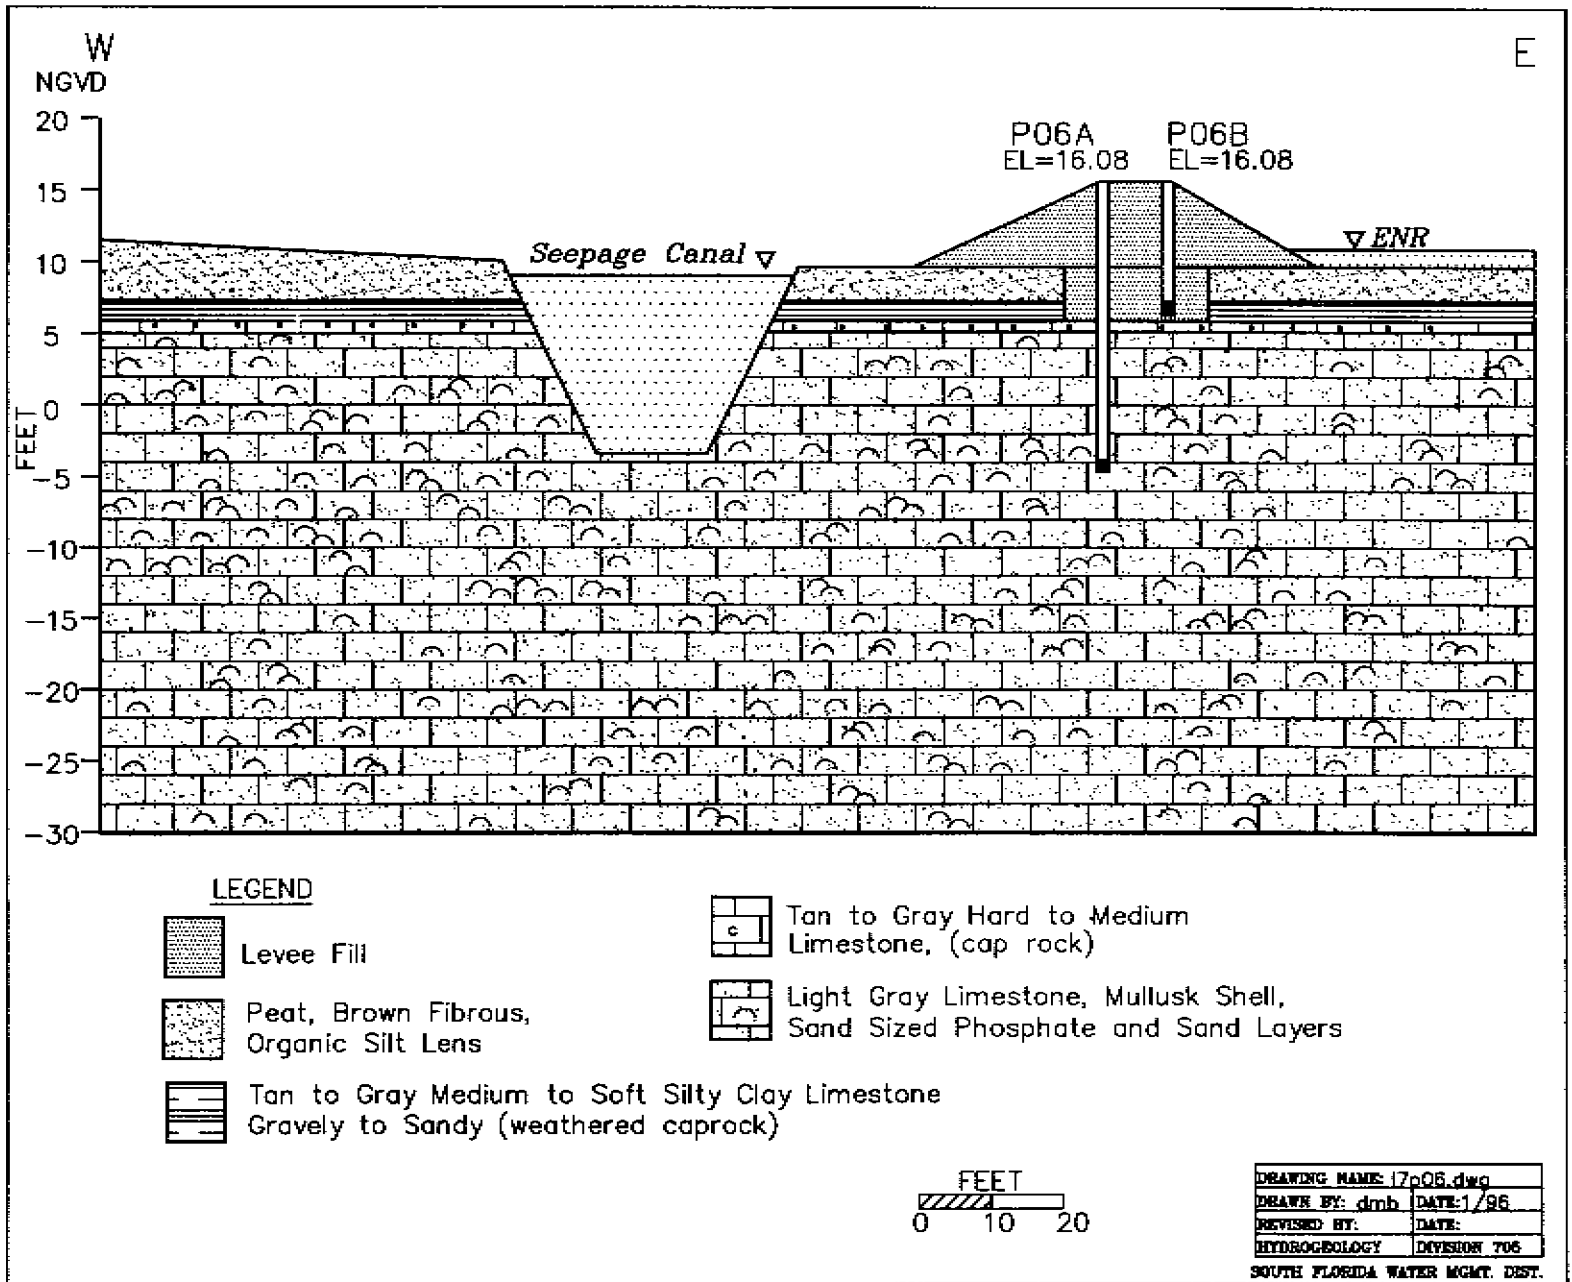 W
E
NGVD
20
15
10
5
0
-5
-10
-15
-20
-25
-30
FEET
P06A
EL=16.08
P06B
EL=16.08
Seepage Canal
ENR
LEGEND
Levee Fill
Peat, Brown Fibrous,
Organic Silt Lens
Tan to Gray Medium to Soft Silty Clay Limestone
Gravely to Sandy (weathered caprock)
c
Tan to Gray Hard to Medium
Limestone, (cap rock)
Light Gray Limestone, Mullusk Shell,
Sand Sized Phosphate and Sand Layers
FEET
0 10 20
DRAWING NAME: i7p06.dwg
DRAWN BY: dmb DATE: 1/96
REVISED BY: DATE:
HYDROGEOLOGY DIVISION 706
SOUTH FLORIDA WATER MGMT. DIST.